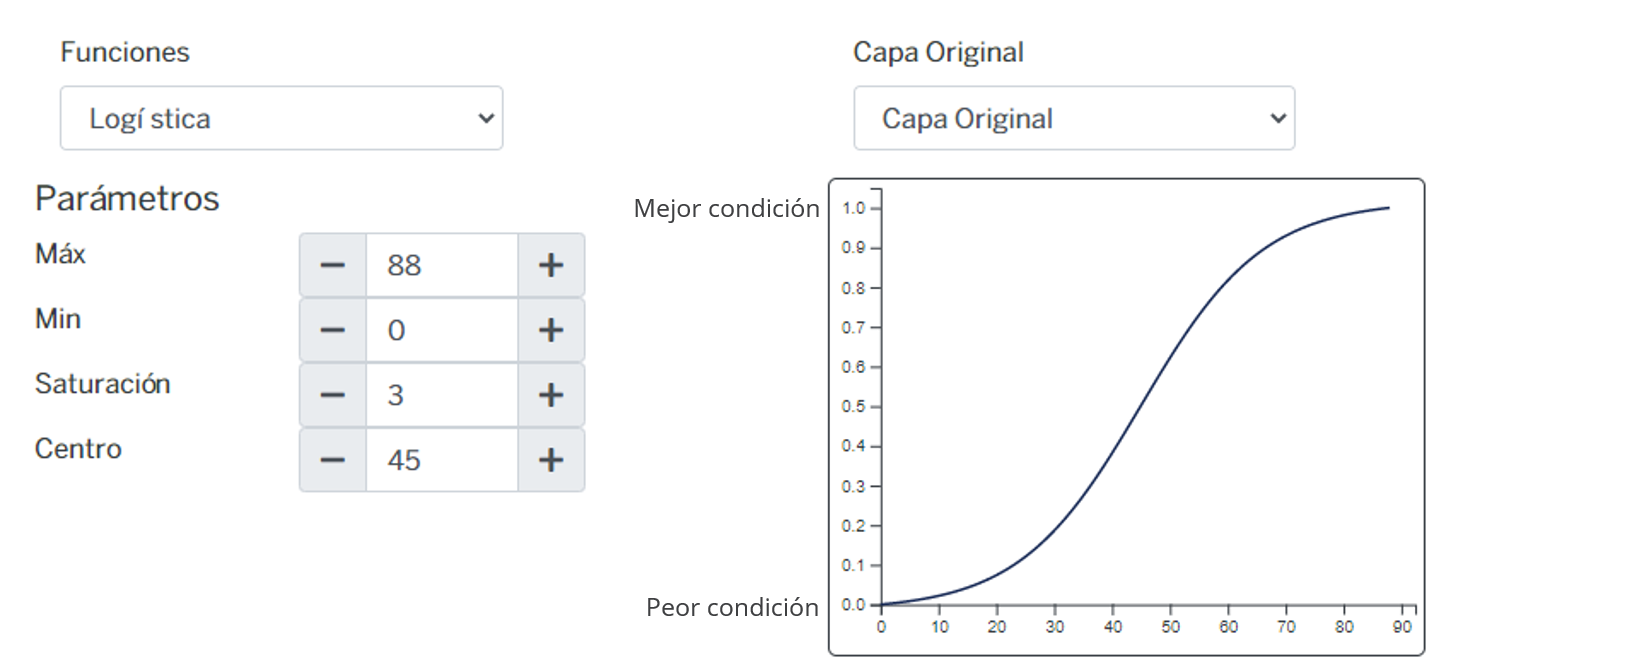 Funciones
Logí stica
Parámetros
Máx
− 88 +
Min
− 0 +
Saturación
− 3 +
Centro
− 45 +
Capa Original
Capa Original
Mejor condición
Peor condición
1.0
0.9
0.8
0.7
0.6
0.5
0.4
0.3
0.2
0.1
0.0
0 10 20 30 40 50 60 70 80 90